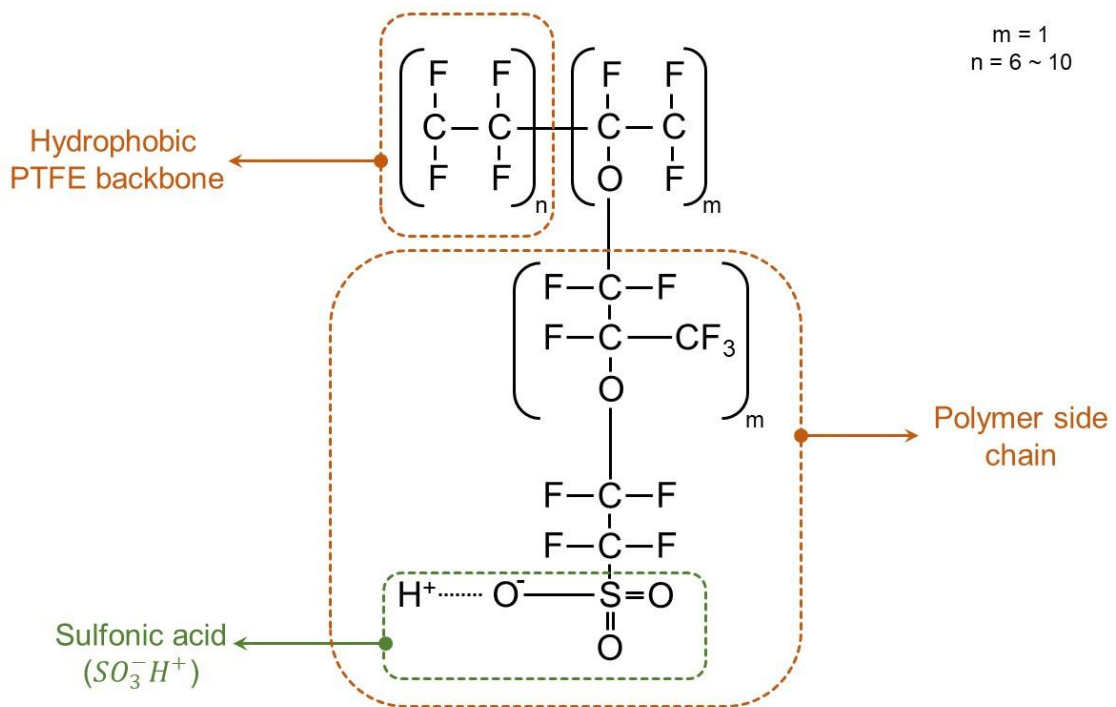 m = 1
n = 6 ~ 10
F F F F
C C C C
F F O F
n m
Hydrophobic
PTFE backbone
F C F
F C CF₃
O
m
Polymer side
chain
F C F
F C F
H⁺ O⁻ S = O
O
Sulfonic acid
(SO₃⁻H⁺)